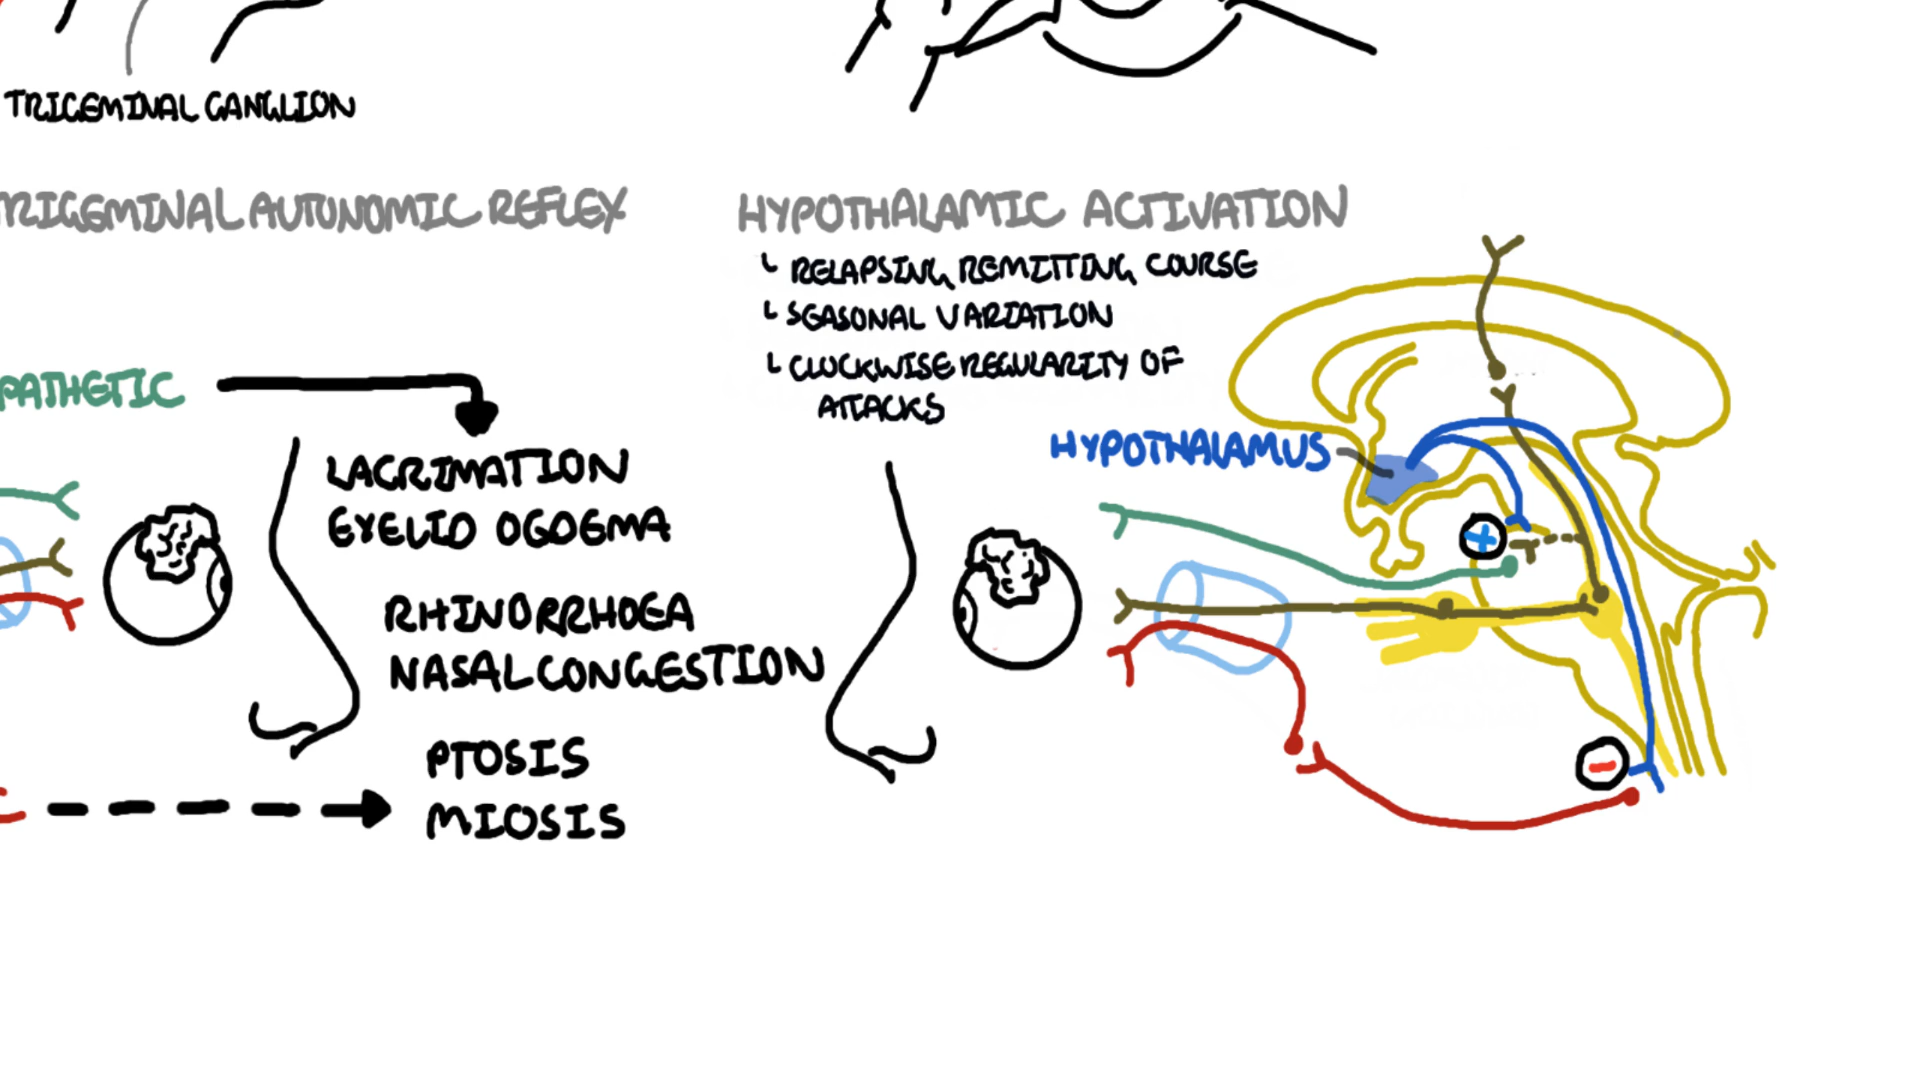 TRIGEMINAL GANGLION
TRIGEMINAL AUTONOMIC REFLEX
PATHETIC
LACRIMATION
EYELID OEDEMA
RHINORRHOEA
NASAL CONGESTION
PTOSIS
MIOSIS
HYPOTHALAMIC ACTIVATION
RELAPSING, REMITTING, COURSE
SEASONAL VARIATION
CLOCKWISE REGULARITY OF
ATTACKS
HYPOTHALAMUS
+
-